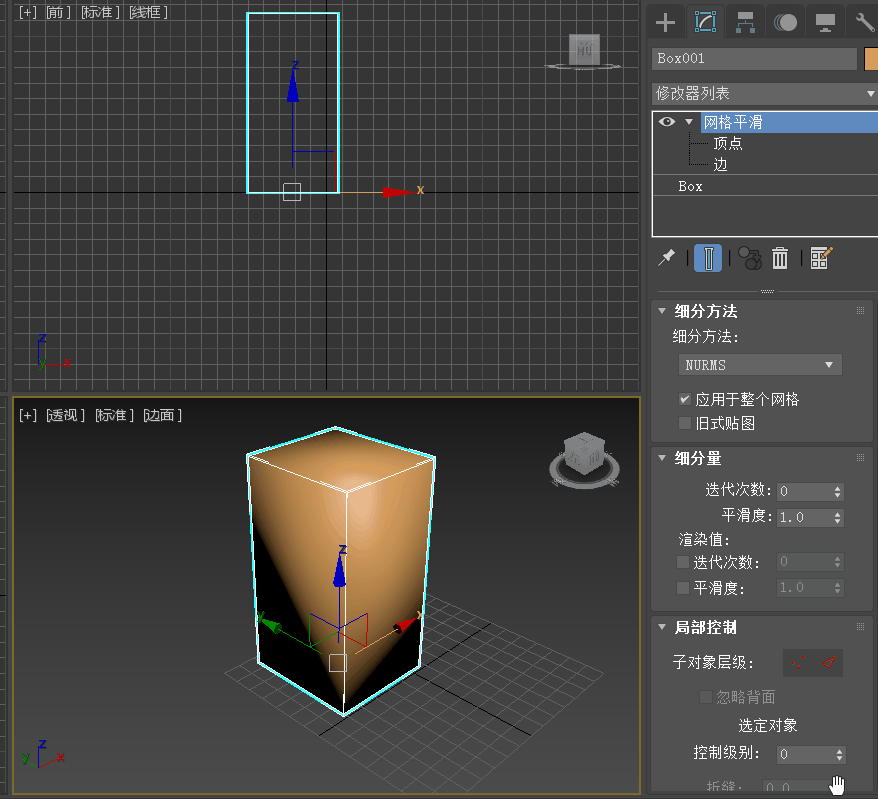 [+] [前] [标准] [线框]
z
前
x
z
x
[+] [透视] [标准] [边面]
前
z
y
x
z
y
x
Box001
修改器列表
网格平滑
顶点
边
Box
细分方法
细分方法:
NURMS
应用于整个网格
旧式贴图
细分量
迭代次数: 0
平滑度: 1.0
渲染值:
迭代次数: 0
平滑度: 1.0
局部控制
子对象层级:
忽略背面
选定对象
控制级别: 0
折缝: 0.0